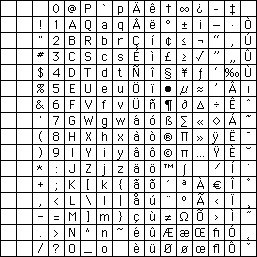 0 @ P ` p Ä ê † ∞ ¿ – ‡
! 1 A Q a q Å ë ° ± ¡ — · Ò
" 2 B R b r Ç í ¢ ≤ ¬ “ ‚ Ú
# 3 C S c s É ì £ ≥ √ ” „ Û
$ 4 D T d t Ñ î § ¥ ƒ ‘ ‰ Ù
% 5 E U e u Ö ï • µ ≈ ’ Â ı
& 6 F V f v Ü ñ ¶ ∂ ∆ ÷ Ê ˆ
' 7 G W g w á ó ß ∑ « ◊ Á ˜
( 8 H X h x à ò ® ∏ » ÿ Ë ¯
) 9 I Y i y â ô © π … Ÿ È ˘
* : J Z j z ä ö ™ ∫ ⁄ Í ˙
+ ; K [ k { ã õ ´ ª À € Î ˚
, < L \ l | å ú ¨ º Ã ‹ Ï ¸
- = M ] m } ç ù ≠ Ω Õ › Ì ˝
. > N ^ n ~ é û Æ æ Œ ﬁ Ó ˛
/ ? O _ o è ü Ø ø œ ﬂ Ô ˇ